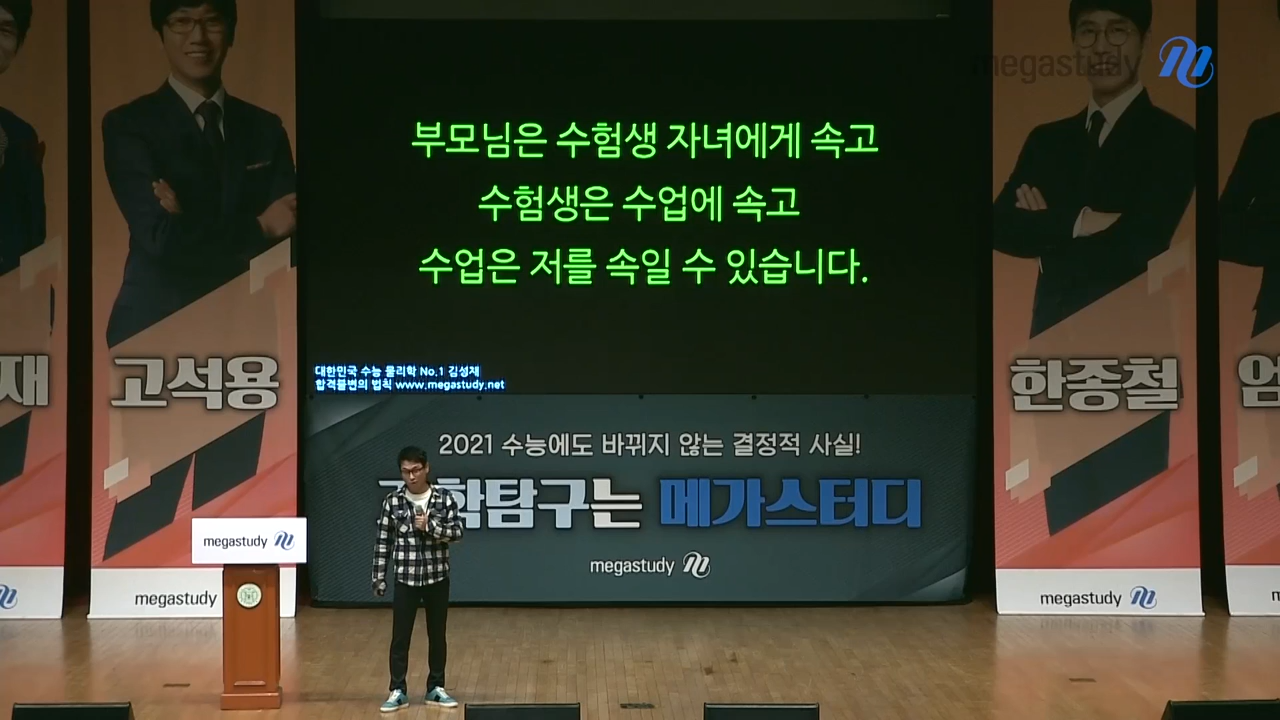 megastudy
부모님은 수험생 자녀에게 속고
수험생은 수업에 속고
수업은 저를 속일 수 있습니다.
대한민국 수능 물리학 No.1 김성재
합격불변의 법칙 www.megastudy.net
재
고석용
한종철
엄
2021 수능에도 바뀌지 않는 결정적 사실!
학탐구는 메가스터디
megastudy
megastudy
megastudy
megastudy